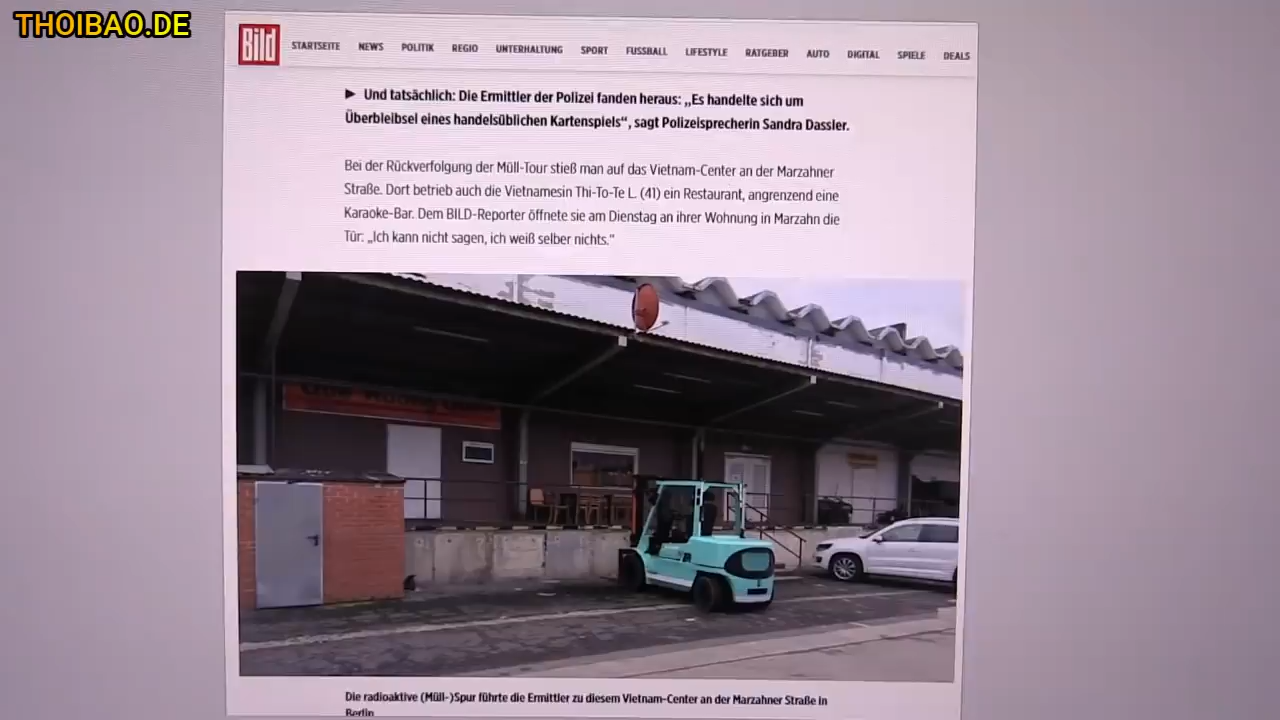 THOIBAO.DE
Bild
STARTSEITE NEWS POLITIK REGIO UNTERHALTUNG SPORT FUSSBALL LIFESTYLE RATGEBER AUTO DIGITAL SPIELE DEALS
▶ Und tatsächlich: Die Ermittler der Polizei fanden heraus: „Es handelte sich um
Überbleibsel eines handelsüblichen Kartenspiels“, sagt Polizeisprecherin Sandra Dassler.
Bei der Rückverfolgung der Müll-Tour stieß man auf das Vietnam-Center an der Marzahner
Straße. Dort betrieb auch die Vietnamesin Thi-To-Te L. (41) ein Restaurant, angrenzend eine
Karaoke-Bar. Dem BILD-Reporter öffnete sie am Dienstag an ihrer Wohnung in Marzahn die
Tür: „Ich kann nicht sagen, ich weiß selber nichts.“
Die radioaktive (Müll-)Spur führte die Ermittler zu diesem Vietnam-Center an der Marzahner Straße in
Berlin